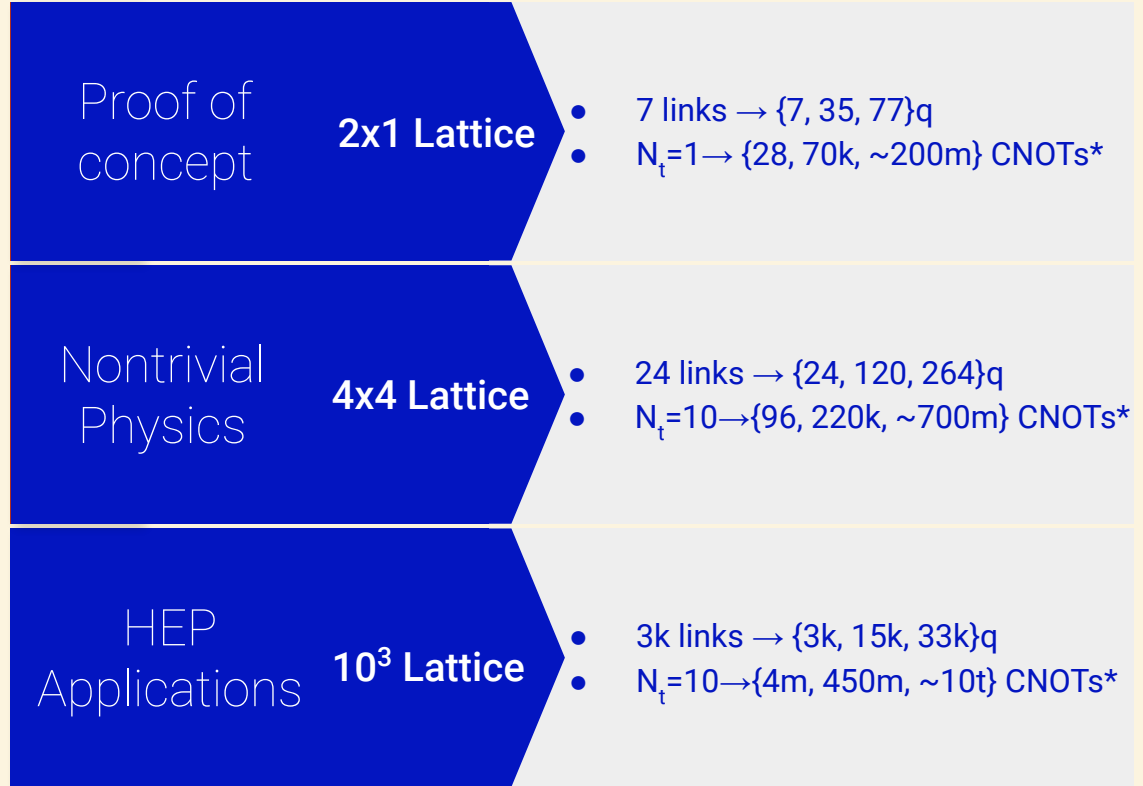 Proof of
concept
2x1 Lattice
● 7 links → {7, 35, 77}q
● Nₜ=1→ {28, 70k, ~200m} CNOTs*
Nontrivial
Physics
4x4 Lattice
● 24 links → {24, 120, 264}q
● Nₜ=10→{96, 220k, ~700m} CNOTs*
HEP
Applications
10³ Lattice
● 3k links → {3k, 15k, 33k}q
● Nₜ=10→{4m, 450m, ~10t} CNOTs*